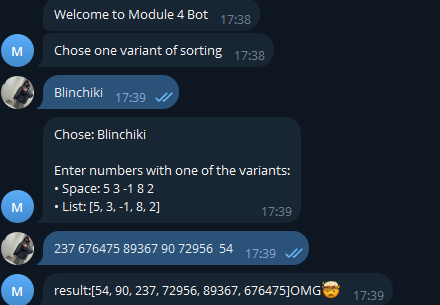 Welcome to Module 4 Bot 17:38
M
Chose one variant of sorting 17:38
Blinchiki 17:39
Chose: Blinchiki
Enter numbers with one of the variants:
• Space: 5 3 -1 8 2
M
• List: [5, 3, -1, 8, 2]
17:39
237 676475 89367 90 72956 54 17:39
M
result:[54, 90, 237, 72956, 89367, 676475]OMG🤯 17:39